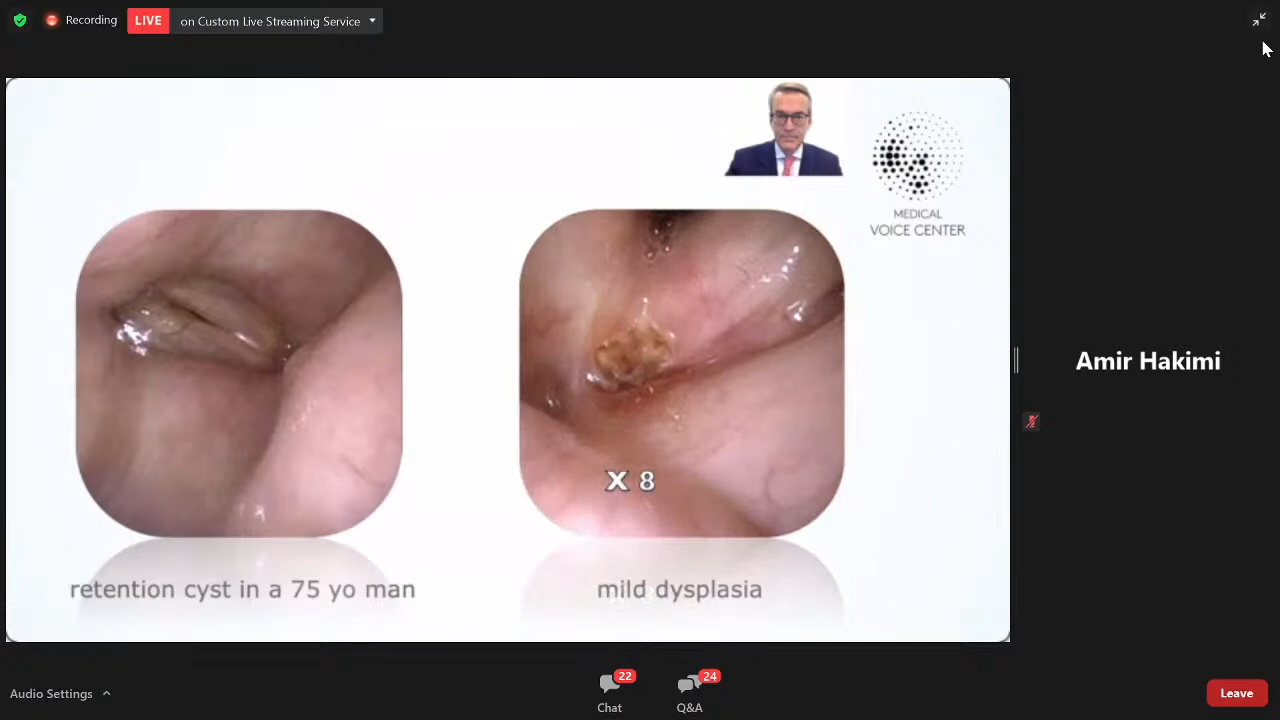 Recording
LIVE
on Custom Live Streaming Service
MEDICAL
VOICE CENTER
Amir Hakimi
X 8
retention cyst in a 75 yo man
mild dysplasia
Audio Settings
22
Chat
24
Q&A
Leave